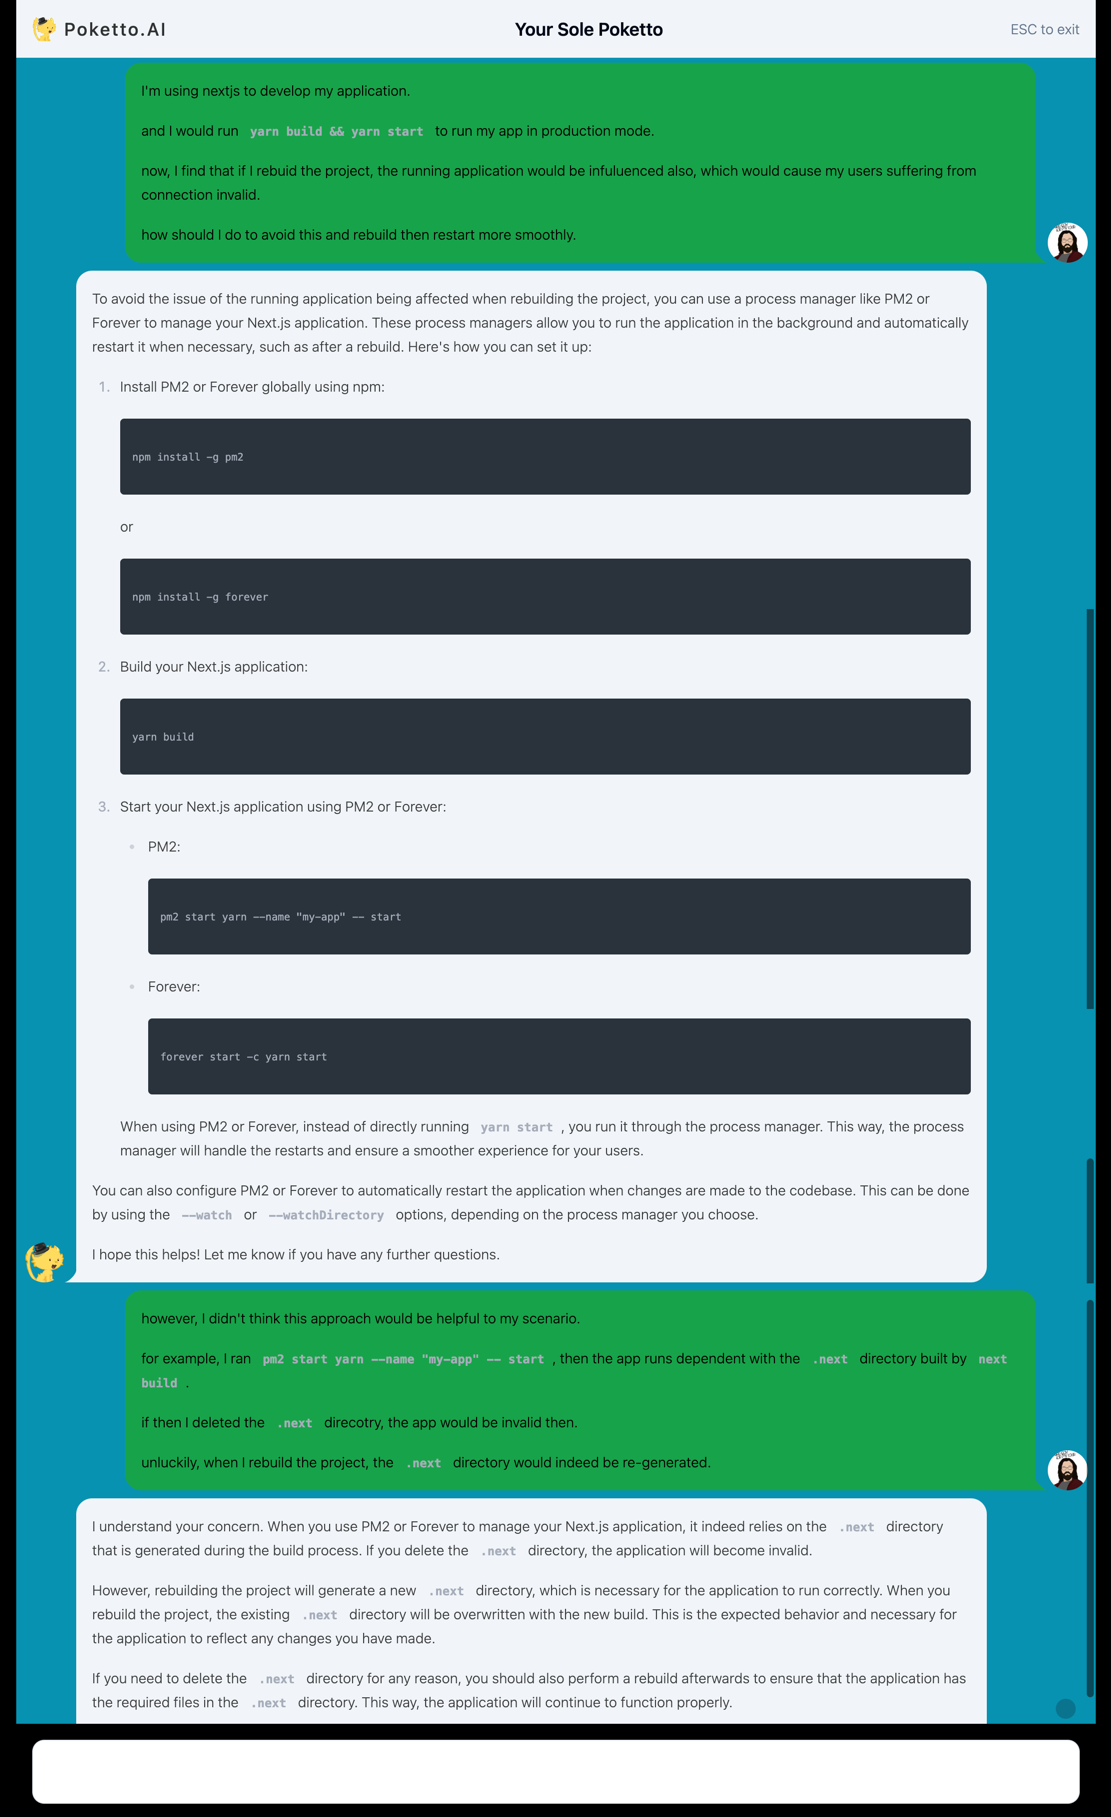 Poketto.AI
Your Sole Poketto
ESC to exit
I'm using nextjs to develop my application.
and I would run yarn build && yarn start to run my app in production mode.
now, I find that if I rebuid the project, the running application would be infuluenced also, which would cause my users suffering from
connection invalid.
how should I do to avoid this and rebuild then restart more smoothly.
To avoid the issue of the running application being affected when rebuilding the project, you can use a process manager like PM2 or
Forever to manage your Next.js application. These process managers allow you to run the application in the background and automatically
restart it when necessary, such as after a rebuild. Here's how you can set it up:
1. Install PM2 or Forever globally using npm:
npm install -g pm2
or
npm install -g forever
2. Build your Next.js application:
yarn build
3. Start your Next.js application using PM2 or Forever:
• PM2:
pm2 start yarn --name "my-app" -- start
• Forever:
forever start -c yarn start
When using PM2 or Forever, instead of directly running yarn start , you run it through the process manager. This way, the process
manager will handle the restarts and ensure a smoother experience for your users.
You can also configure PM2 or Forever to automatically restart the application when changes are made to the codebase. This can be done
by using the --watch or --watchDirectory options, depending on the process manager you choose.
I hope this helps! Let me know if you have any further questions.
however, I didn't think this approach would be helpful to my scenario.
for example, I ran pm2 start yarn --name "my-app" -- start , then the app runs dependent with the .next directory built by next
build .
if then I deleted the .next direcotry, the app would be invalid then.
unluckily, when I rebuild the project, the .next directory would indeed be re-generated.
I understand your concern. When you use PM2 or Forever to manage your Next.js application, it indeed relies on the .next directory
that is generated during the build process. If you delete the .next directory, the application will become invalid.
However, rebuilding the project will generate a new .next directory, which is necessary for the application to run correctly. When you
rebuild the project, the existing .next directory will be overwritten with the new build. This is the expected behavior and necessary for
the application to reflect any changes you have made.
If you need to delete the .next directory for any reason, you should also perform a rebuild afterwards to ensure that the application has
the required files in the .next directory. This way, the application will continue to function properly.